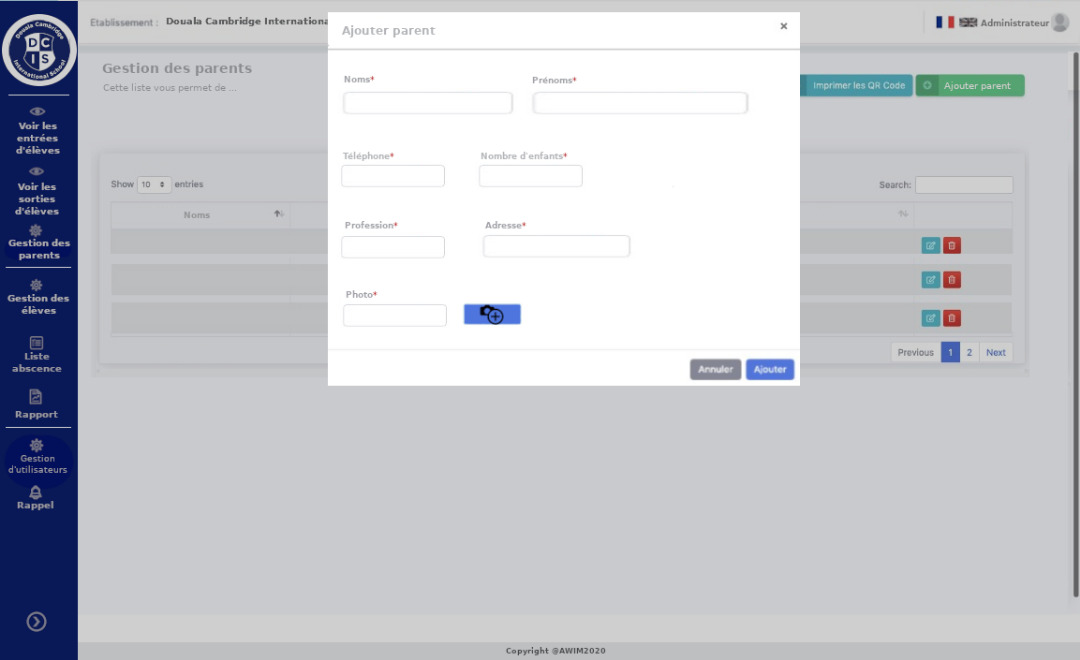 Etablissement : Douala Cambridge Internationa
Administrateur
Douala Cambridge
DC
IS
International School
Voir les
entrées
d'élèves
Voir les
sorties
d'élèves
Gestion des
parents
Gestion des
élèves
Liste
abscence
Rapport
Gestion
d'utilisateurs
Rappel
Gestion des parents
Cette liste vous permet de ...
Imprimer les QR Code
Ajouter parent
Show 10 entries
Search:
Noms
Previous 1 2 Next
Ajouter parent
×
Noms*
Prénoms*
Téléphone*
Nombre d'enfants*
Profession*
Adresse*
Photo*
Annuler
Ajouter
Copyright @AWIM2020